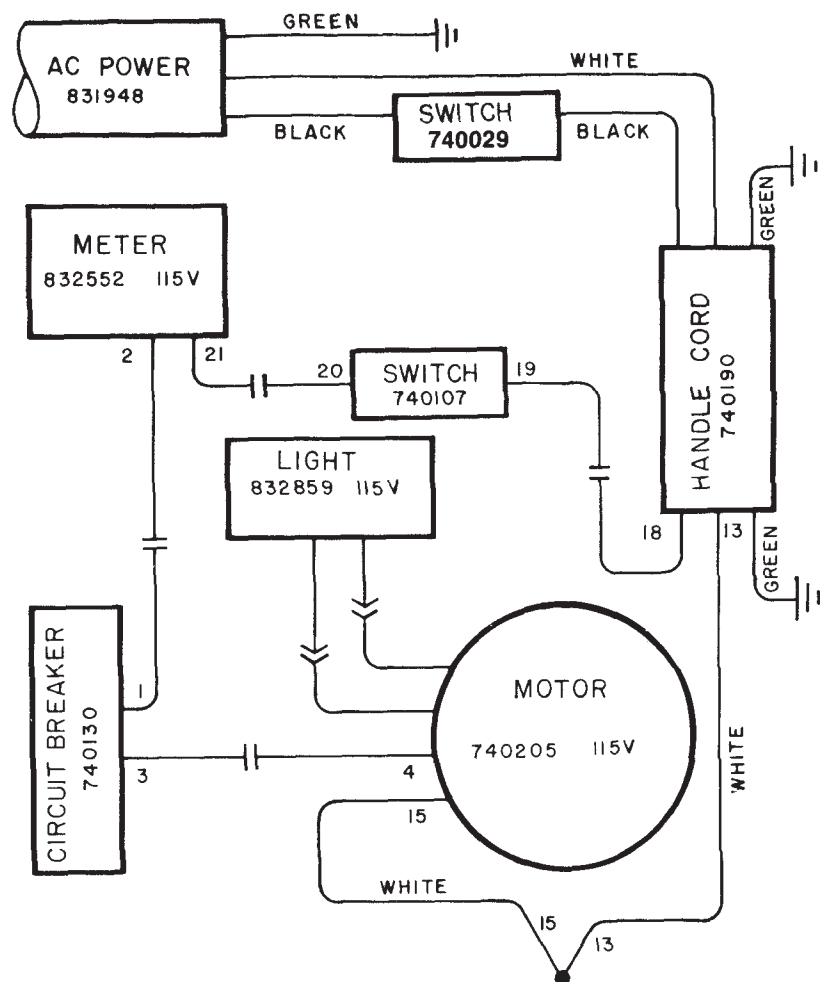 GREEN
AC POWER
831948
WHITE
BLACK
SWITCH
740029
BLACK
GREEN
METER
832552 115V
2
21
20
SWITCH
740107
19
HANDLE CORD
740190
LIGHT
832859 115V
18
13
GREEN
CIRCUIT BREAKER
740130
1
3
MOTOR
740205 115V
4
15
WHITE
WHITE
15
13